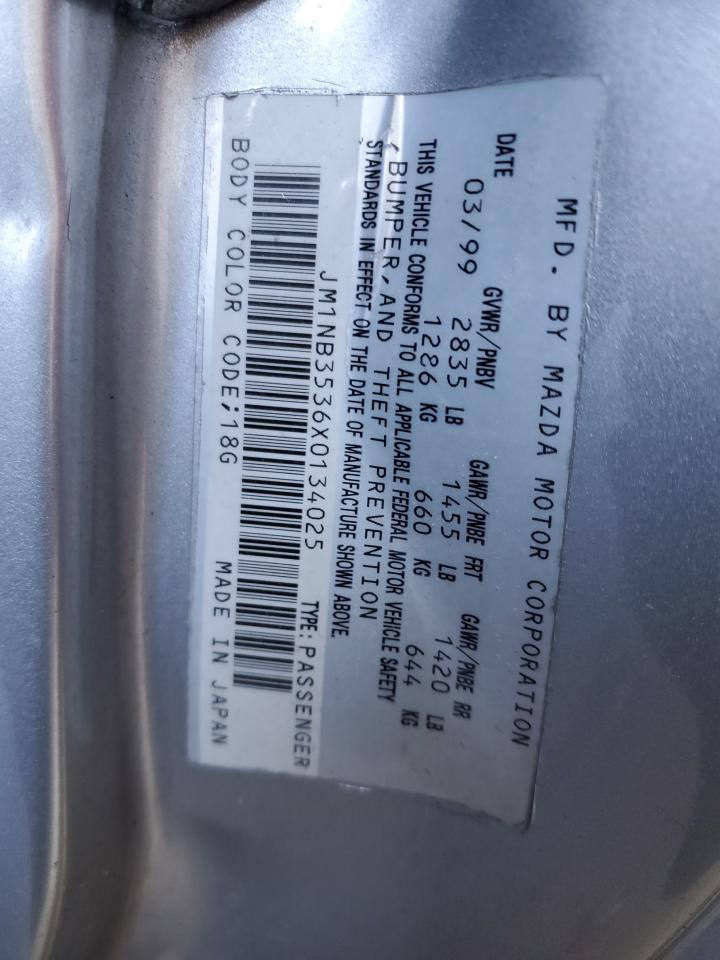 MFD. BY MAZDA MOTOR CORPORATION
DATE GVWR/PNBV GAWR/PNBE FRT GAWR/PNBE RR
03/99 2835 LB 1455 LB 1420 LB
1286 KG 660 KG 644 KG
THIS VEHICLE CONFORMS TO ALL APPLICABLE FEDERAL MOTOR VEHICLE SAFETY
, BUMPER, AND THEFT PREVENTION
STANDARDS IN EFFECT ON THE DATE OF MANUFACTURE SHOWN ABOVE.
JM1NB3536X0134025 TYPE: PASSENGER
BODY COLOR CODE;18G MADE IN JAPAN